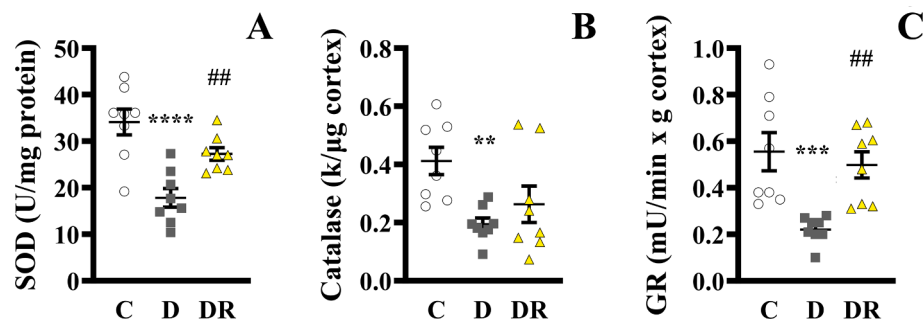 A
SOD (U/mg protein)
50
40
30
20
10
0
****
##
C D DR
B
Catalase (k/µg cortex)
0.8
0.6
0.4
0.2
0.0
**
C D DR
C
GR (mU/min x g cortex)
1.0
0.8
0.6
0.4
0.2
0.0
***
##
C D DR